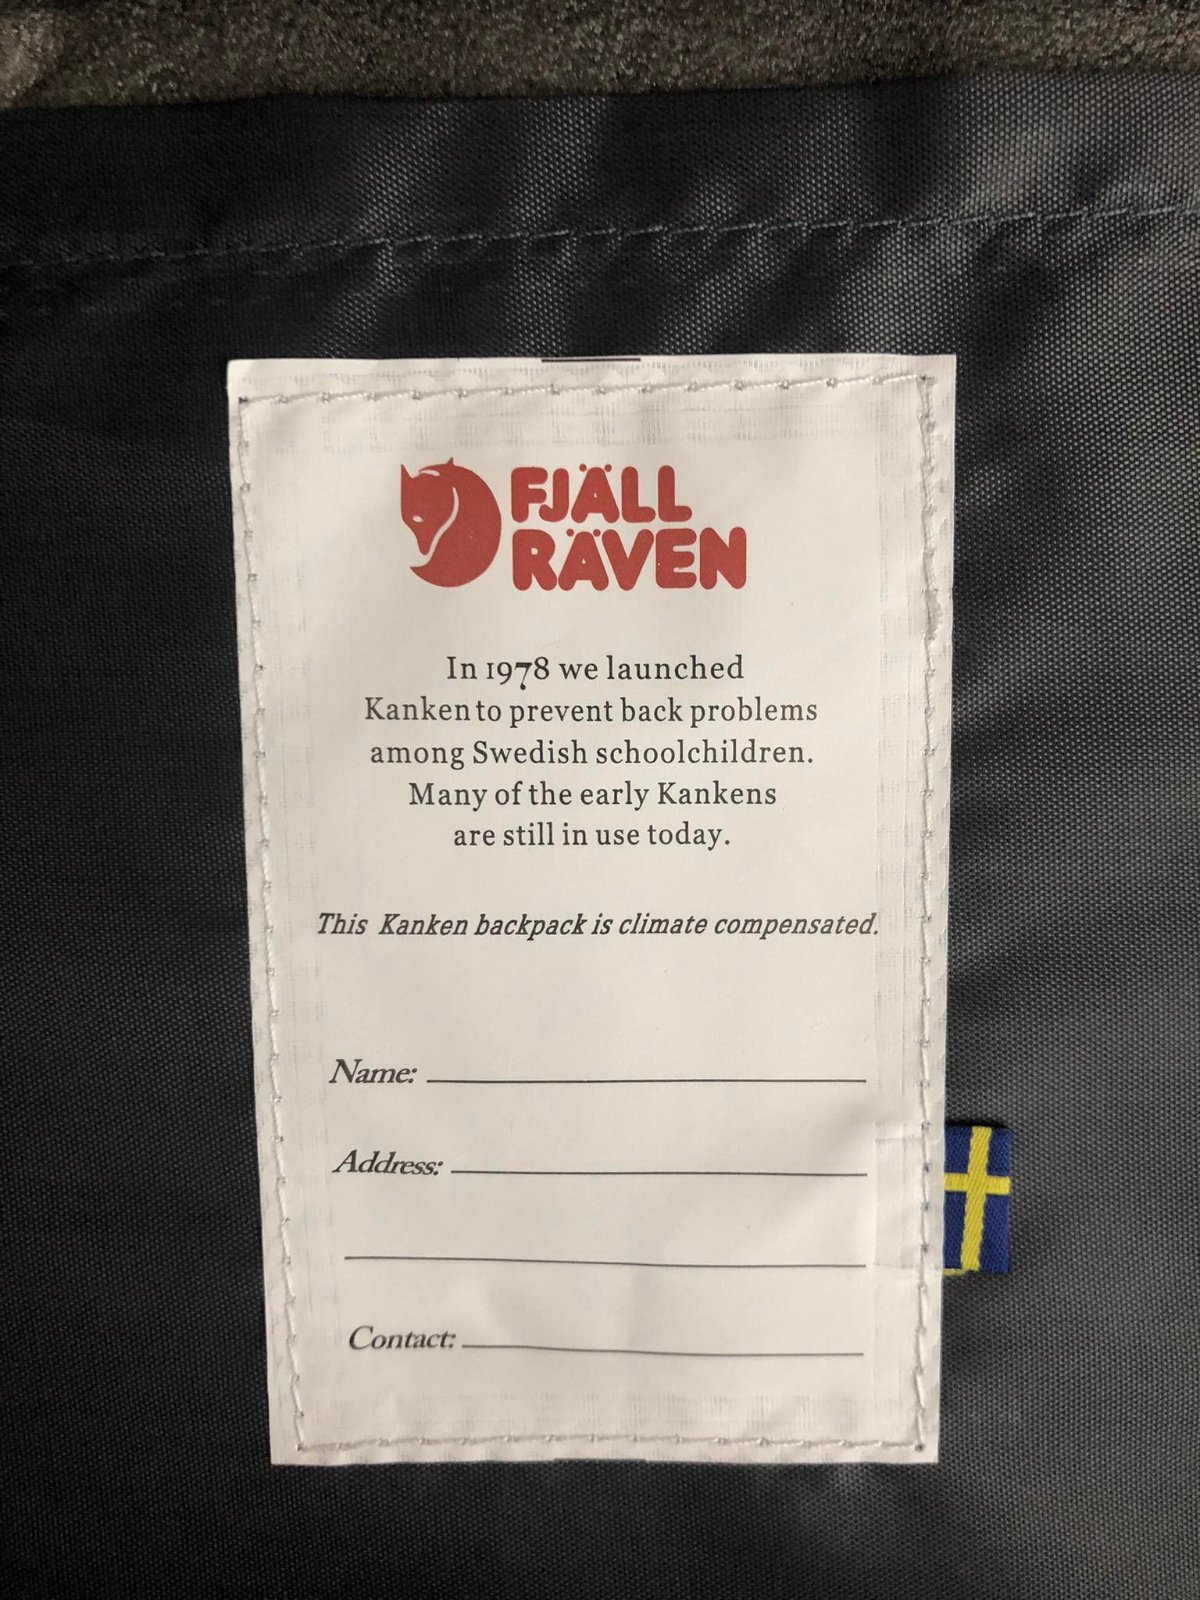 FJÄLL
RÄVEN
In 1978 we launched
Kanken to prevent back problems
among Swedish schoolchildren.
Many of the early Kankens
are still in use today.
This Kanken backpack is climate compensated.
Name:
Address:
Contact: